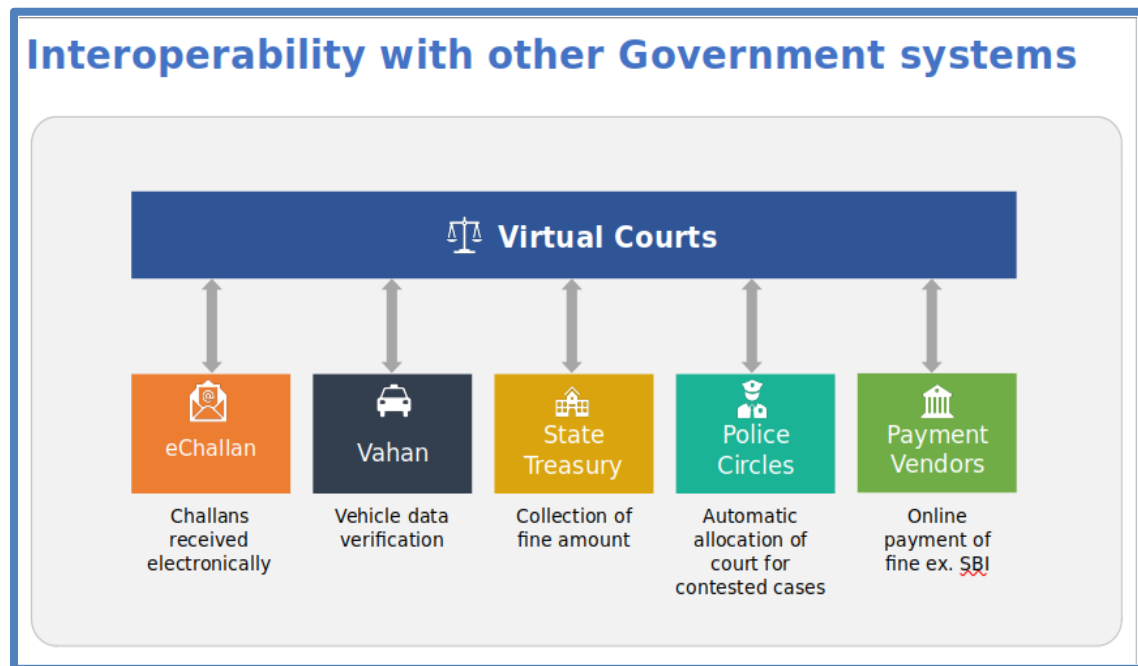 Interoperability with other Government systems
Virtual Courts
eChallan
Challans
received
electronically
Vahan
Vehicle data
verification
State
Treasury
Collection of
fine amount
Police
Circles
Automatic
allocation of
court for
contested cases
Payment
Vendors
Online
payment of
fine ex. SBI